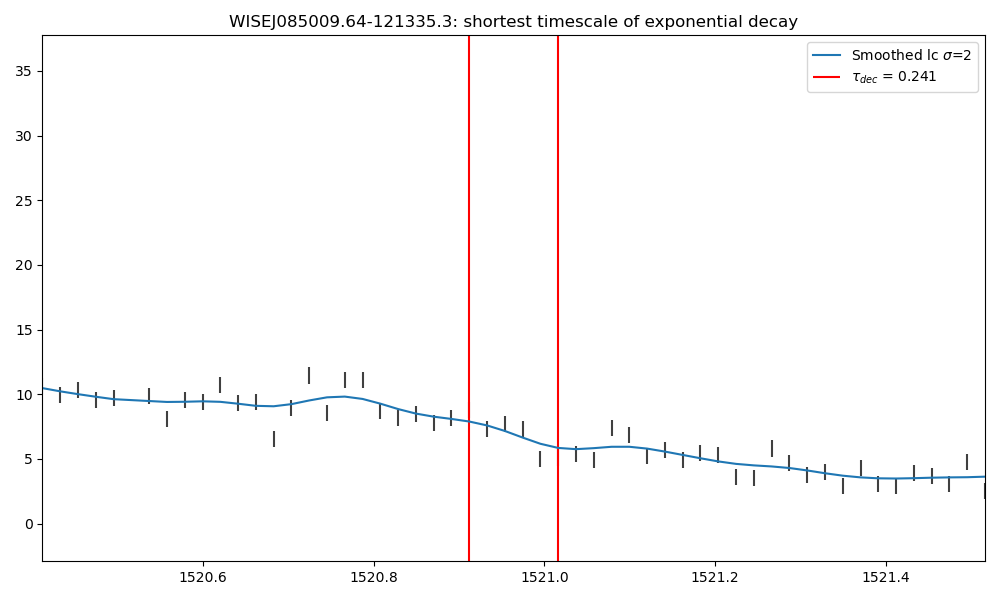 WISEJ085009.64-121335.3: shortest timescale of exponential decay
Smoothed lc σ=2
τ_dec = 0.241
35
30
25
20
15
10
5
0
1520.6 1520.8 1521.0 1521.2 1521.4